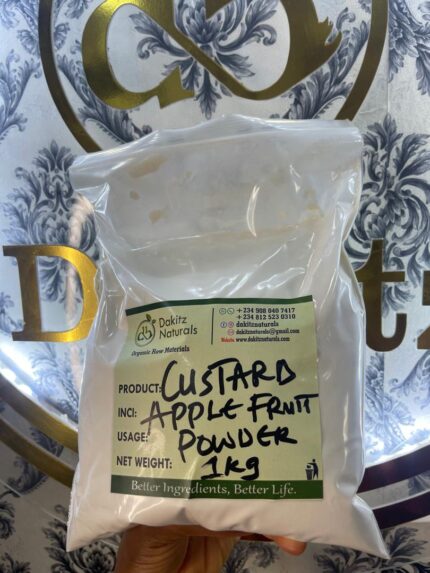 Dakitz
Naturals
Organic Raw Materials
+ 234 908 040 7417
+ 234 812 523 0310
dakitznaturals
dakitznaturals@gmail.com
Website: www.dakitznaturals.com
PRODUCT: CUSTARD
INCI: APPLE FRUIT
USAGE: POWDER
NET WEIGHT: 1kg
Better Ingredients, Better Life.